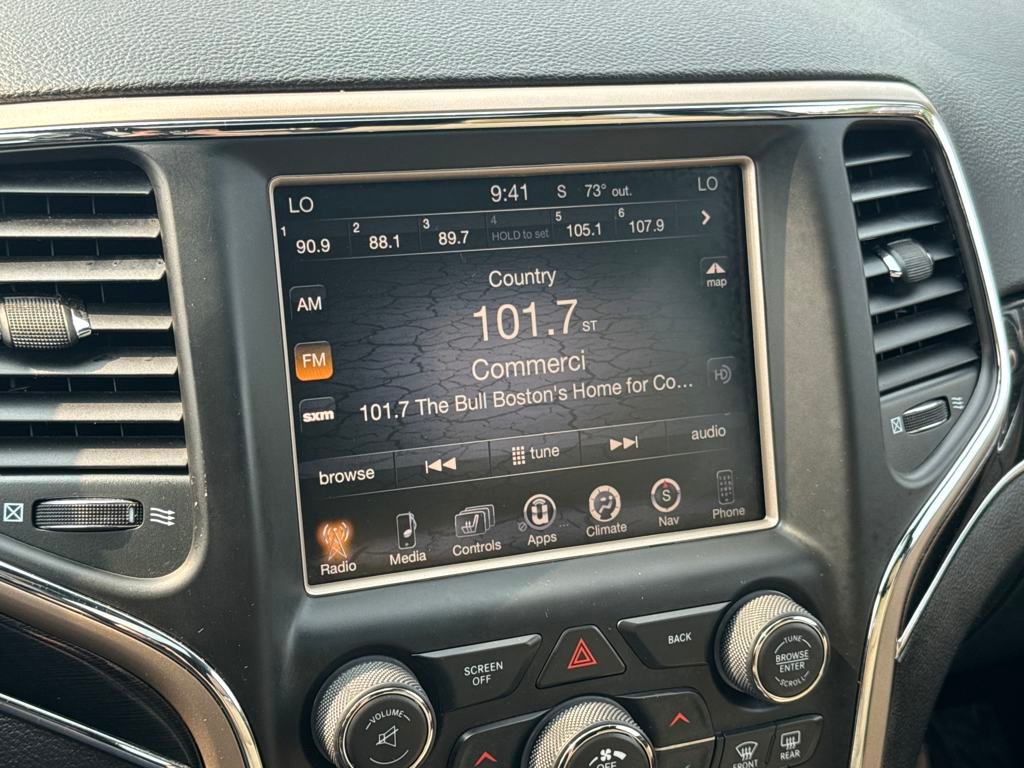 LO 9:41 S 73° out. LO
1 90.9 2 88.1 3 89.7 4 HOLD to set 5 105.1 6 107.9
Country
map
AM
101.7 ST
FM
Commerci
HD
sxm 101.7 The Bull Boston's Home for Co...
browse tune audio
Radio Media Controls Apps Climate S Nav Phone
SCREEN OFF
BACK
TUNE
BROWSE
ENTER
SCROLL
VOLUME
OFF
FRONT
REAR